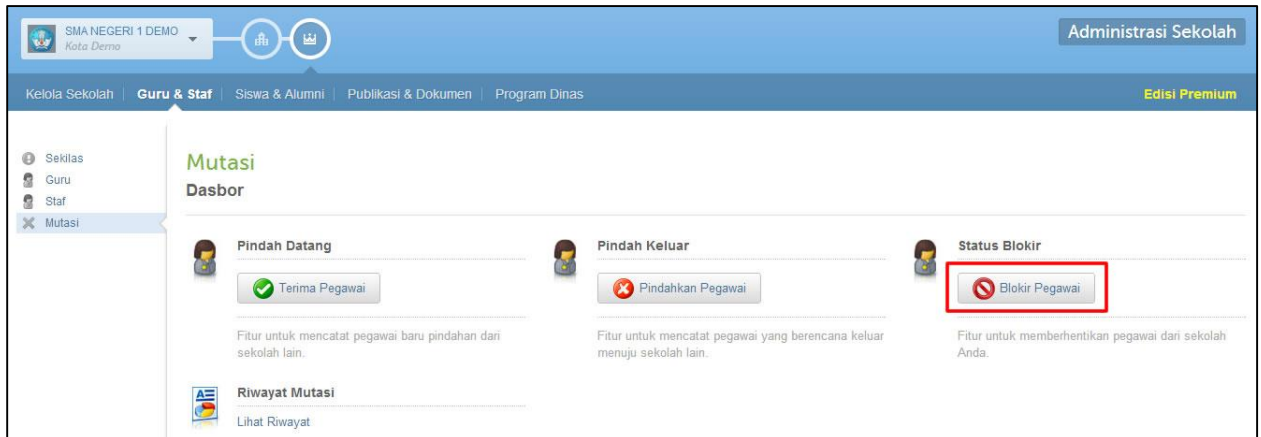 SMA NEGERI 1 DEMO
Kota Demo
Administrasi Sekolah
Kelola Sekolah | Guru & Staf | Siswa & Alumni | Publikasi & Dokumen | Program Dinas
Edisi Premium
Sekilas
Guru
Staf
Mutasi
Mutasi
Dasbor
Pindah Datang
Terima Pegawai
Fitur untuk mencatat pegawai baru pindahan dari
sekolah lain.
Pindah Keluar
Pindahkan Pegawai
Fitur untuk mencatat pegawai yang berencana keluar
menuju sekolah lain.
Status Blokir
Blokir Pegawai
Fitur untuk memberhentikan pegawai dari sekolah
Anda.
Riwayat Mutasi
Lihat Riwayat